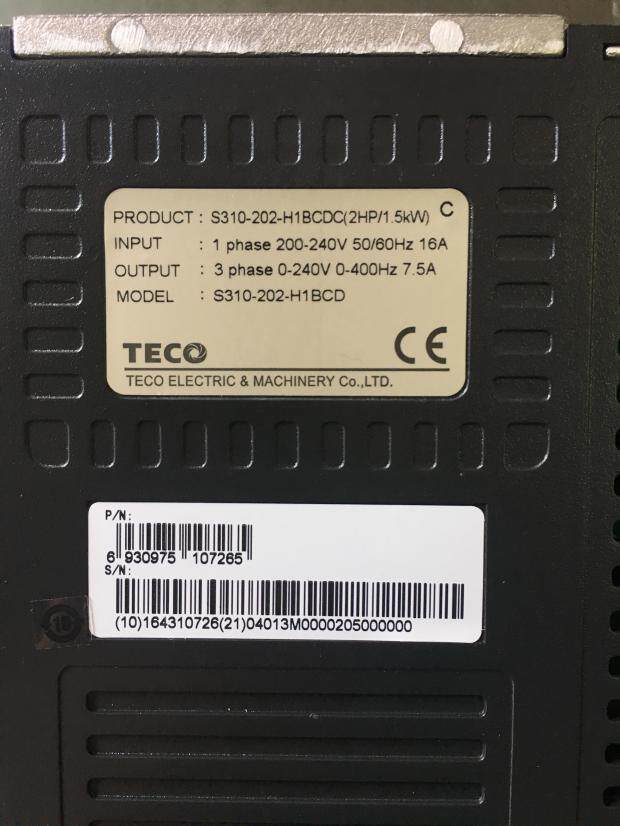 PRODUCT : S310-202-H1BCDC(2HP/1.5kW) C
INPUT : 1 phase 200-240V 50/60Hz 16A
OUTPUT : 3 phase 0-240V 0-400Hz 7.5A
MODEL : S310-202-H1BCD
TECO CE
TECO ELECTRIC & MACHINERY Co.,LTD.
P/N:
6 930975 107265
S/N:
(10)164310726(21)04013M0000205000000